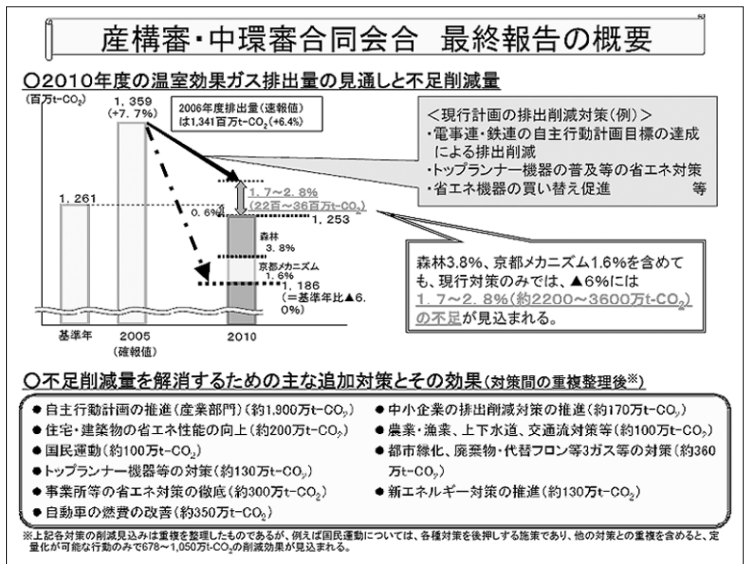 産構審・中環審合同会合 最終報告の概要
○2010年度の温室効果ガス排出量の見通しと不足削減量
(百万t-CO₂)
1,359
(+7.7%)
2006年度排出量(速報値)
は1,341百万t-CO₂(+6.4%)
<現行計画の排出削減対策(例)>
・電事連・鉄連の自主行動計画目標の達成
による排出削減
・トップランナー機器の普及等の省エネ対策
・省エネ機器の買い替え促進 等
1,261
1.7~2.8%
(22百~36百万t-CO₂)
0.6%
1,253
森林
3.8%
京都メカニズム
1.6%
1,186
(=基準年比▲6.
0%)
森林3.8%、京都メカニズム1.6%を含めて
も、現行対策のみでは、▲6%には
1.7~2.8%(約2200~3600万t-CO₂)
の不足が見込まれる。
基準年 2005 2010
(確報値)
○不足削減量を解消するための主な追加対策とその効果(対策間の重複整理後※)
● 自主行動計画の推進(産業部門)(約1,900万t-CO₂)
● 住宅・建築物の省エネ性能の向上(約200万t-CO₂)
● 国民運動(約100万t-CO₂)
● トップランナー機器等の対策(約130万t-CO₂)
● 事業所等の省エネ対策の徹底(約300万t-CO₂)
● 自動車の燃費の改善(約350万t-CO₂)
● 中小企業の排出削減対策の推進(約170万t-CO₂)
● 農業・漁業、上下水道、交通流対策等(約100万t-CO₂)
● 都市緑化、廃棄物・代替フロン等3ガス等の対策(約360
万t-CO₂)
● 新エネルギー対策の推進(約130万t-CO₂)
※上記各対策の削減見込みは重複を整理したものであるが、例えば国民運動については、各種対策を後押しする施策であり、他の対策との重複を含めると、定
量化が可能な行動のみで678~1,050万t-CO₂の削減効果が見込まれる。